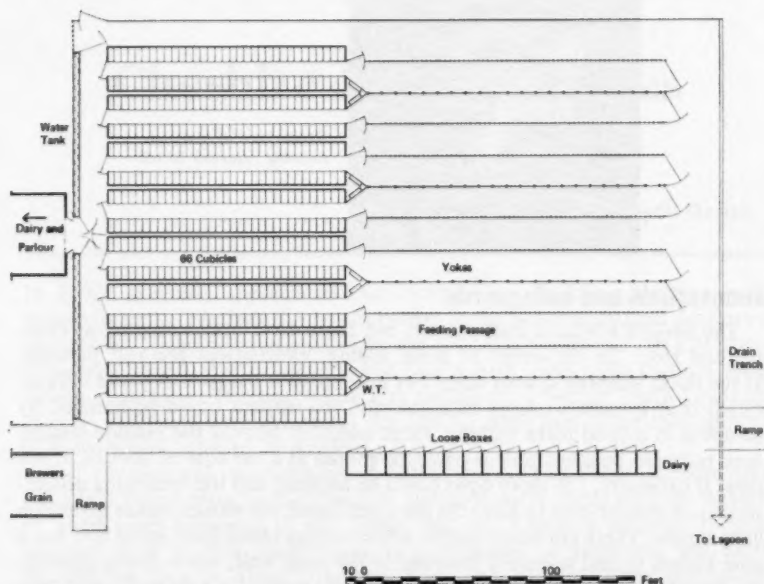 Water
Tank
Dairy and
Parlour
66 Cubicles
Yokes
Feeding Passage
W.T.
Drain
Trench
Ramp
Loose Boxes
Dairy
Brewers
Grain
Ramp
To Lagoon
10 0 100
Feet